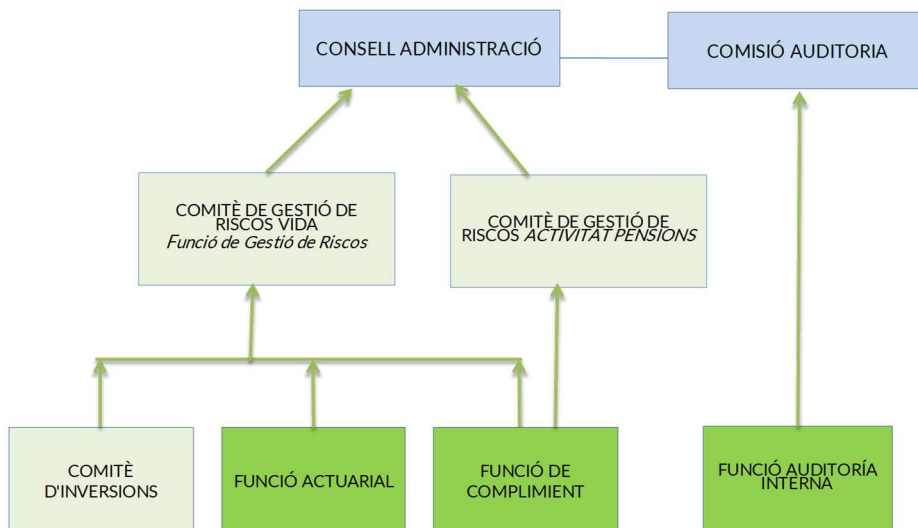 CONSELL ADMINISTRACIÓ
COMISIÓ AUDITORIA
COMITÈ DE GESTIÓ DE
RISCOS VIDA
Funció de Gestió de Riscos
COMITÈ DE GESTIÓ DE
RISCOS ACTIVITAT PENSIONS
COMITÈ
D'INVERSIONS
FUNCIÓ ACTUARIAL
FUNCIÓ DE
COMPLIMIENT
FUNCIÓ AUDITORÍA
INTERNA